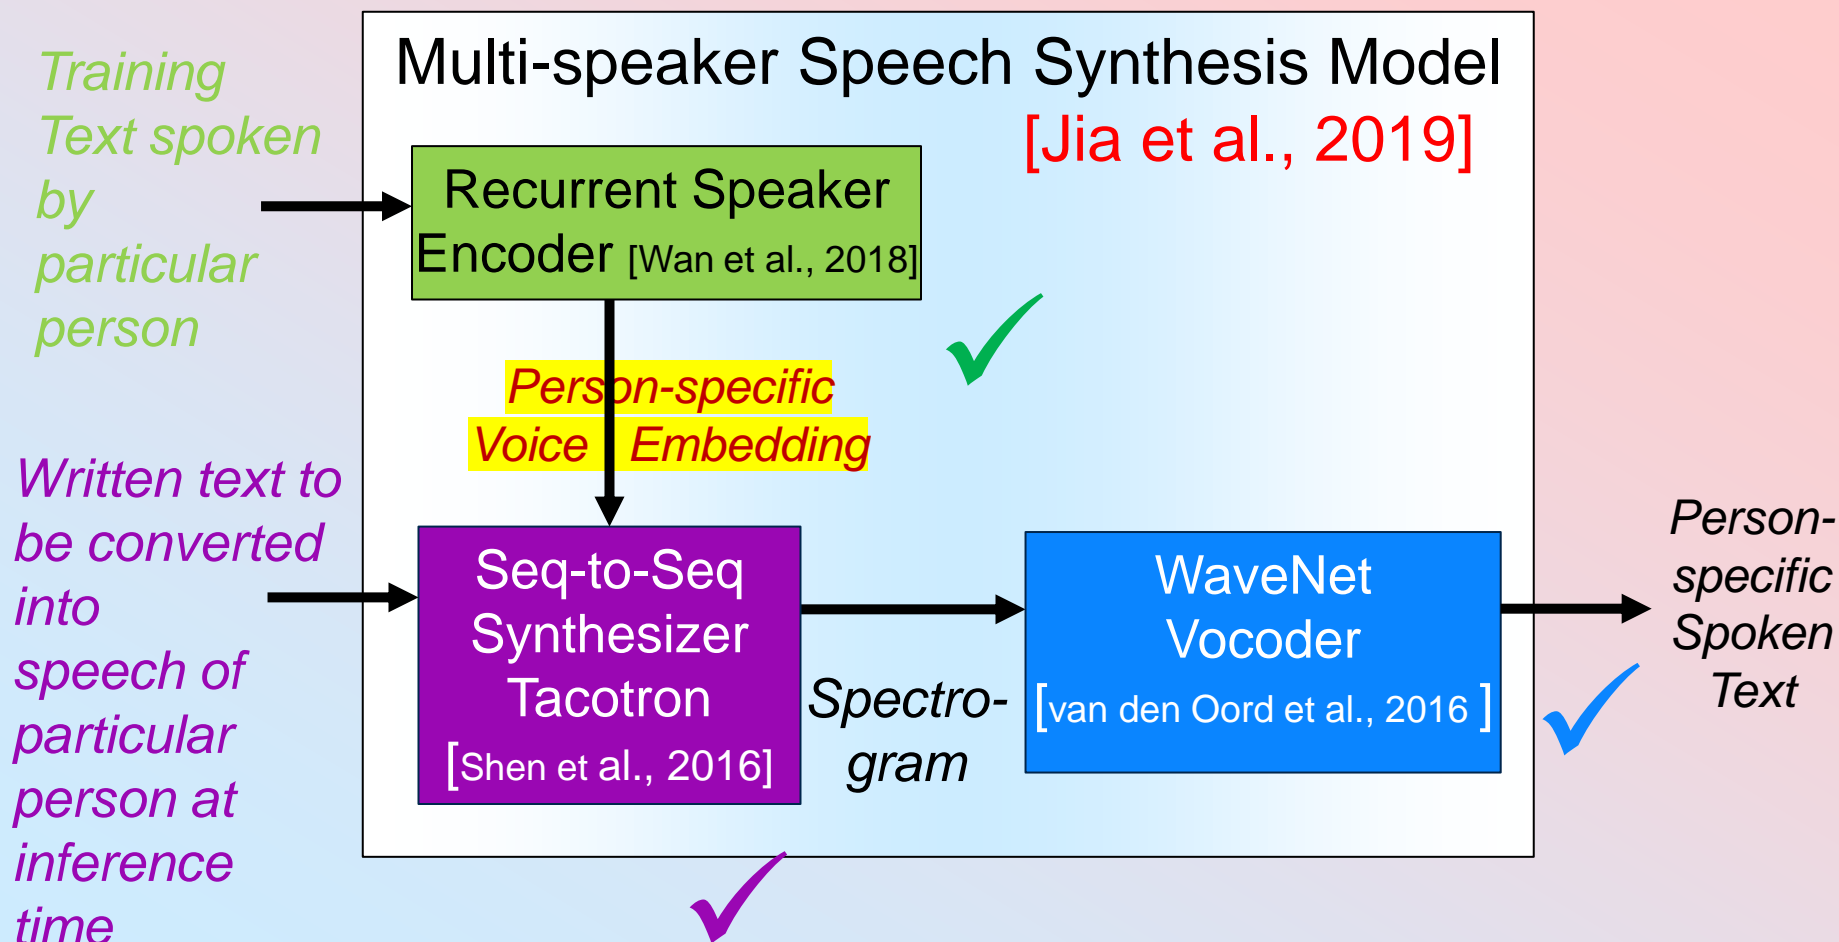 Multi-speaker Speech Synthesis Model
[Jia et al., 2019]
Training
Text spoken
by
particular
person
Recurrent Speaker
Encoder [Wan et al., 2018]
Person-specific
Voice Embedding
Written text to
be converted
into
speech of
particular
person at
inference
time
Seq-to-Seq
Synthesizer
Tacotron
[Shen et al., 2016]
Spectro-
gram
WaveNet
Vocoder
[van den Oord et al., 2016 ]
Person-
specific
Spoken
Text